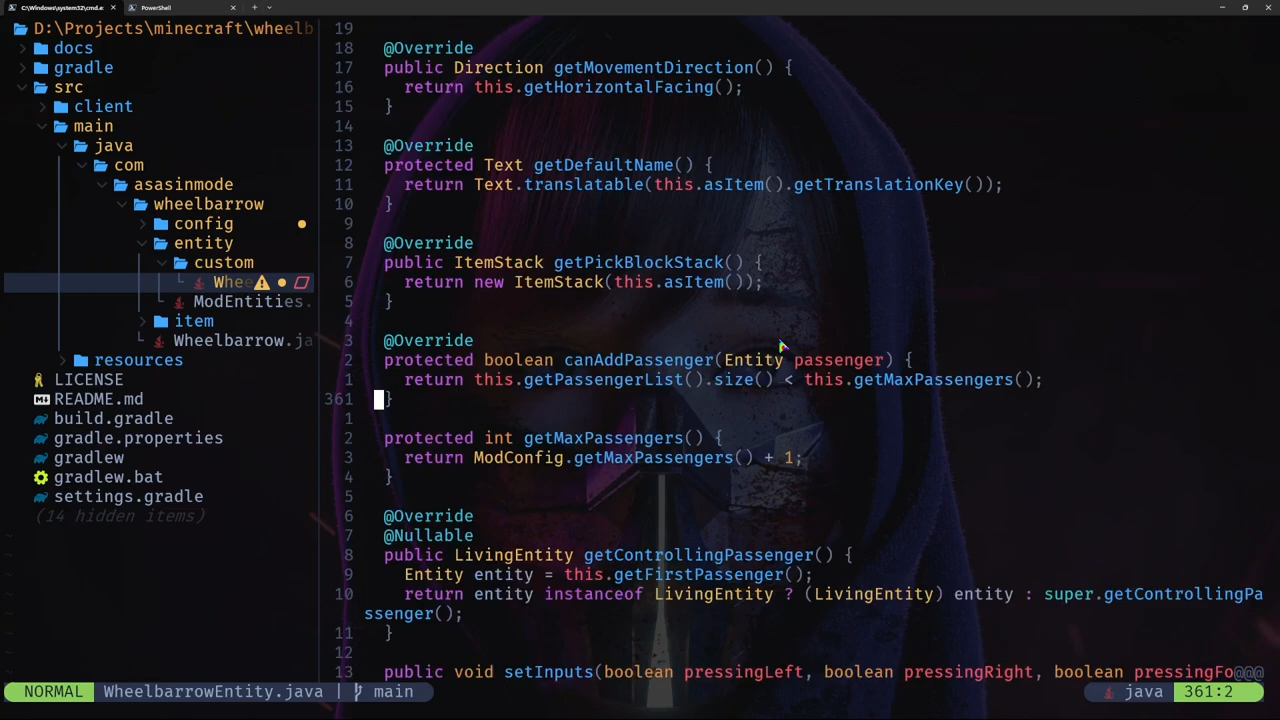 C:\Windows\system32\cmd.e:
PowerShell
D:\Projects\minecraft\wheelb
docs
gradle
src
client
main
java
com
asasinmode
wheelbarrow
config
entity
custom
Whee
ModEntities.
item
Wheelbarrow.ja
resources
LICENSE
README.md
build.gradle
gradle.properties
gradlew
gradlew.bat
settings.gradle
(14 hidden items)
19
18 @Override
17 public Direction getMovementDirection() {
16 return this.getHorizontalFacing();
15 }
14
13 @Override
12 protected Text getDefaultName() {
11 return Text.translatable(this.asItem().getTranslationKey());
10 }
9
8 @Override
7 public ItemStack getPickBlockStack() {
6 return new ItemStack(this.asItem());
5 }
4
3 @Override
2 protected boolean canAddPassenger(Entity passenger) {
1 return this.getPassengerList().size() < this.getMaxPassengers();
361 }
1
2 protected int getMaxPassengers() {
3 return ModConfig.getMaxPassengers() + 1;
4 }
5
6 @Override
7 @Nullable
8 public LivingEntity getControllingPassenger() {
9 Entity entity = this.getFirstPassenger();
10 return entity instanceof LivingEntity ? (LivingEntity) entity : super.getControllingPa
ssenger();
11 }
12
13 public void setInputs(boolean pressingLeft, boolean pressingRight, boolean pressingFo@@@
NORMAL WheelbarrowEntity.java | main java 361:2